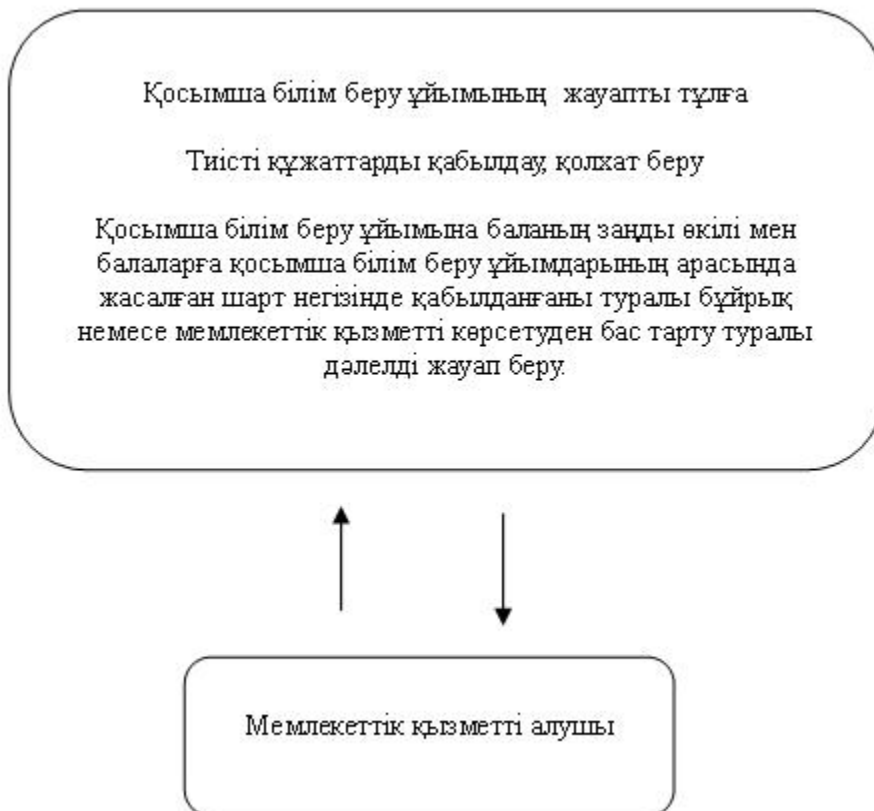 Қосымша білім беру ұйымының жауапты тұлға
Тиісті құжаттарды қабылдау, қолхат беру
Қосымша білім беру ұйымына баланың заңды өкілі мен
балаларға қосымша білім беру ұйымдарының арасында
жасалған шарт негізінде қабылданғаны туралы бұйрық
немесе мемлекеттік қызметті көрсетуден бас тарту туралы
дәлелді жауап беру.
Мемлекеттік қызметті алушы